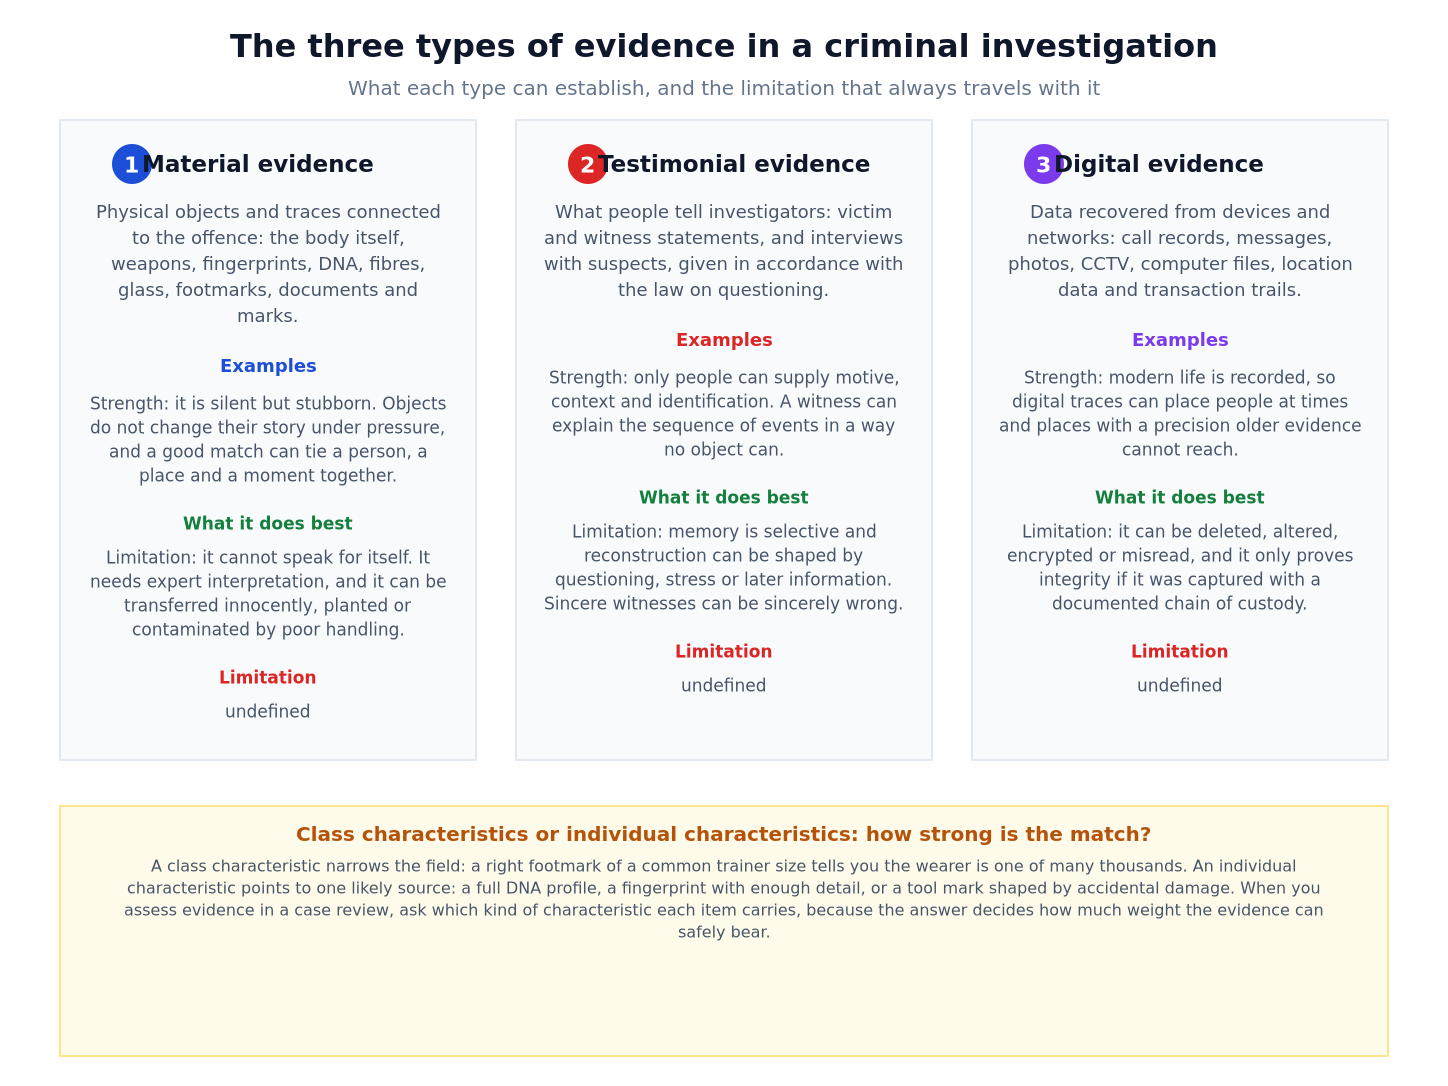 The three types of evidence in a criminal investigation
What each type can establish, and the limitation that always travels with it
1 Material evidence
Physical objects and traces connected
to the offence: the body itself,
weapons, fingerprints, DNA, fibres,
glass, footmarks, documents and
marks.
Examples
Strength: it is silent but stubborn. Objects
do not change their story under pressure,
and a good match can tie a person, a
place and a moment together.
What it does best
Limitation: it cannot speak for itself. It
needs expert interpretation, and it can be
transferred innocently, planted or
contaminated by poor handling.
Limitation
undefined
2 Testimonial evidence
What people tell investigators: victim
and witness statements, and interviews
with suspects, given in accordance with
the law on questioning.
Examples
Strength: only people can supply motive,
context and identification. A witness can
explain the sequence of events in a way
no object can.
What it does best
Limitation: memory is selective and
reconstruction can be shaped by
questioning, stress or later information.
Sincere witnesses can be sincerely wrong.
Limitation
undefined
3 Digital evidence
Data recovered from devices and
networks: call records, messages,
photos, CCTV, computer files, location
data and transaction trails.
Examples
Strength: modern life is recorded, so
digital traces can place people at times
and places with a precision older evidence
cannot reach.
What it does best
Limitation: it can be deleted, altered,
encrypted or misread, and it only proves
integrity if it was captured with a
documented chain of custody.
Limitation
undefined
Class characteristics or individual characteristics: how strong is the match?
A class characteristic narrows the field: a right footmark of a common trainer size tells you the wearer is one of many thousands. An individual
characteristic points to one likely source: a full DNA profile, a fingerprint with enough detail, or a tool mark shaped by accidental damage. When you
assess evidence in a case review, ask which kind of characteristic each item carries, because the answer decides how much weight the evidence can
safely bear.